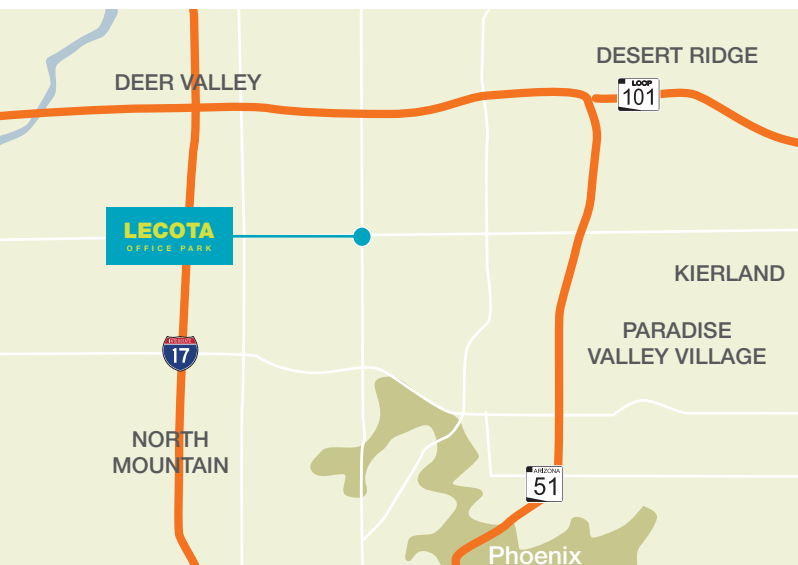 DESERT RIDGE
DEER VALLEY
LOOP
101
LECOTA
OFFICE PARK
KIERLAND
PARADISE
VALLEY VILLAGE
INTERSTATE
17
NORTH
MOUNTAIN
ARIZONA
51
Phoenix